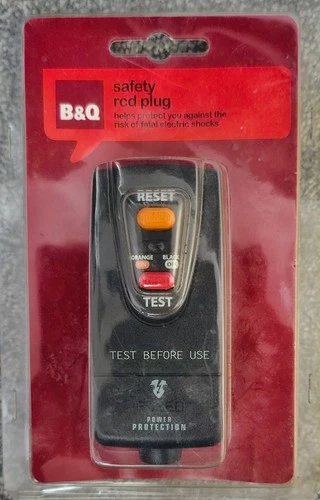 B&Q
safety
rcd plug
helps protect you against the
risk of fatal electric shocks
RESET
ORANGE BLACK
ON OFF
TEST
TEST BEFORE USE
POWER
PROTECTION